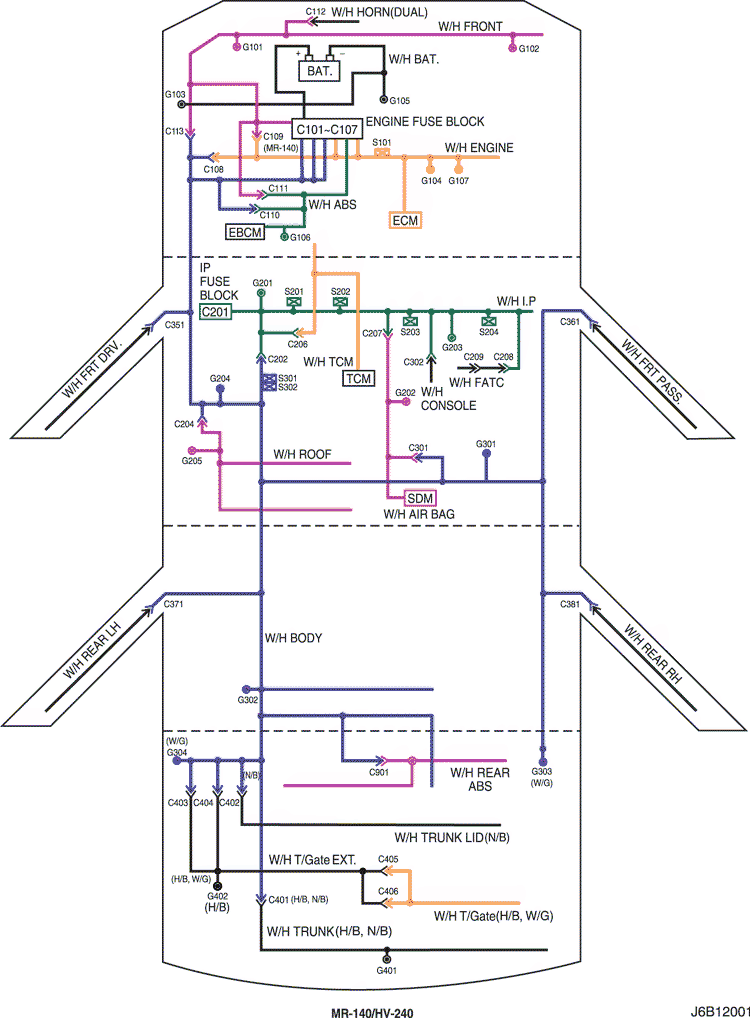 C112
W/H HORN(DUAL)
W/H FRONT
G101
G102
+
–
BAT.
W/H BAT.
G103
G105
C113
C109
(MR-140)
C101~C107
ENGINE FUSE BLOCK
S101
W/H ENGINE
C108
G104
G107
C111
W/H ABS
C110
EBCM
G106
ECM
IP
FUSE
BLOCK
C201
G201
S201
S202
W/H I.P
C351
C206
C207
S203
G203
S204
C361
C202
W/H TCM
TCM
C302
C209
C208
W/H FATC
W/H FRT DRV.
W/H FRT PASS.
S301
S302
G204
G202
W/H
CONSOLE
C204
G205
W/H ROOF
C301
G301
SDM
W/H AIR BAG
C371
C381
W/H REAR LH
W/H REAR RH
W/H BODY
G302
(W/G)
G304
(N/B)
C901
W/H REAR
ABS
G303
(W/G)
C403
C404
C402
W/H TRUNK LID(N/B)
W/H T/Gate EXT.
C405
(H/B, W/G)
G402
(H/B)
C401 (H/B, N/B)
C406
W/H T/Gate(H/B, W/G)
W/H TRUNK(H/B, N/B)
G401
MR-140/HV-240
J6B12001